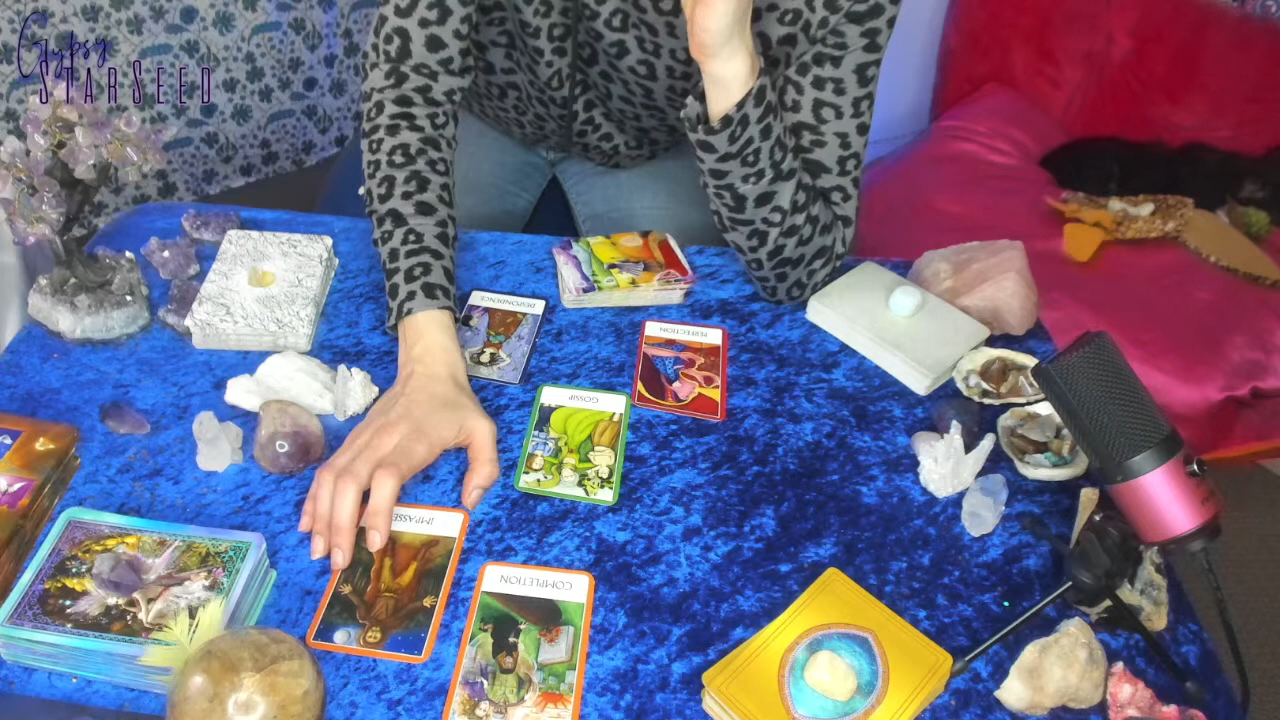 Gypsy
STARSEED
DESPONDENCE
PERFECTION
GOSSIP
IMPASSE
COMPLETION